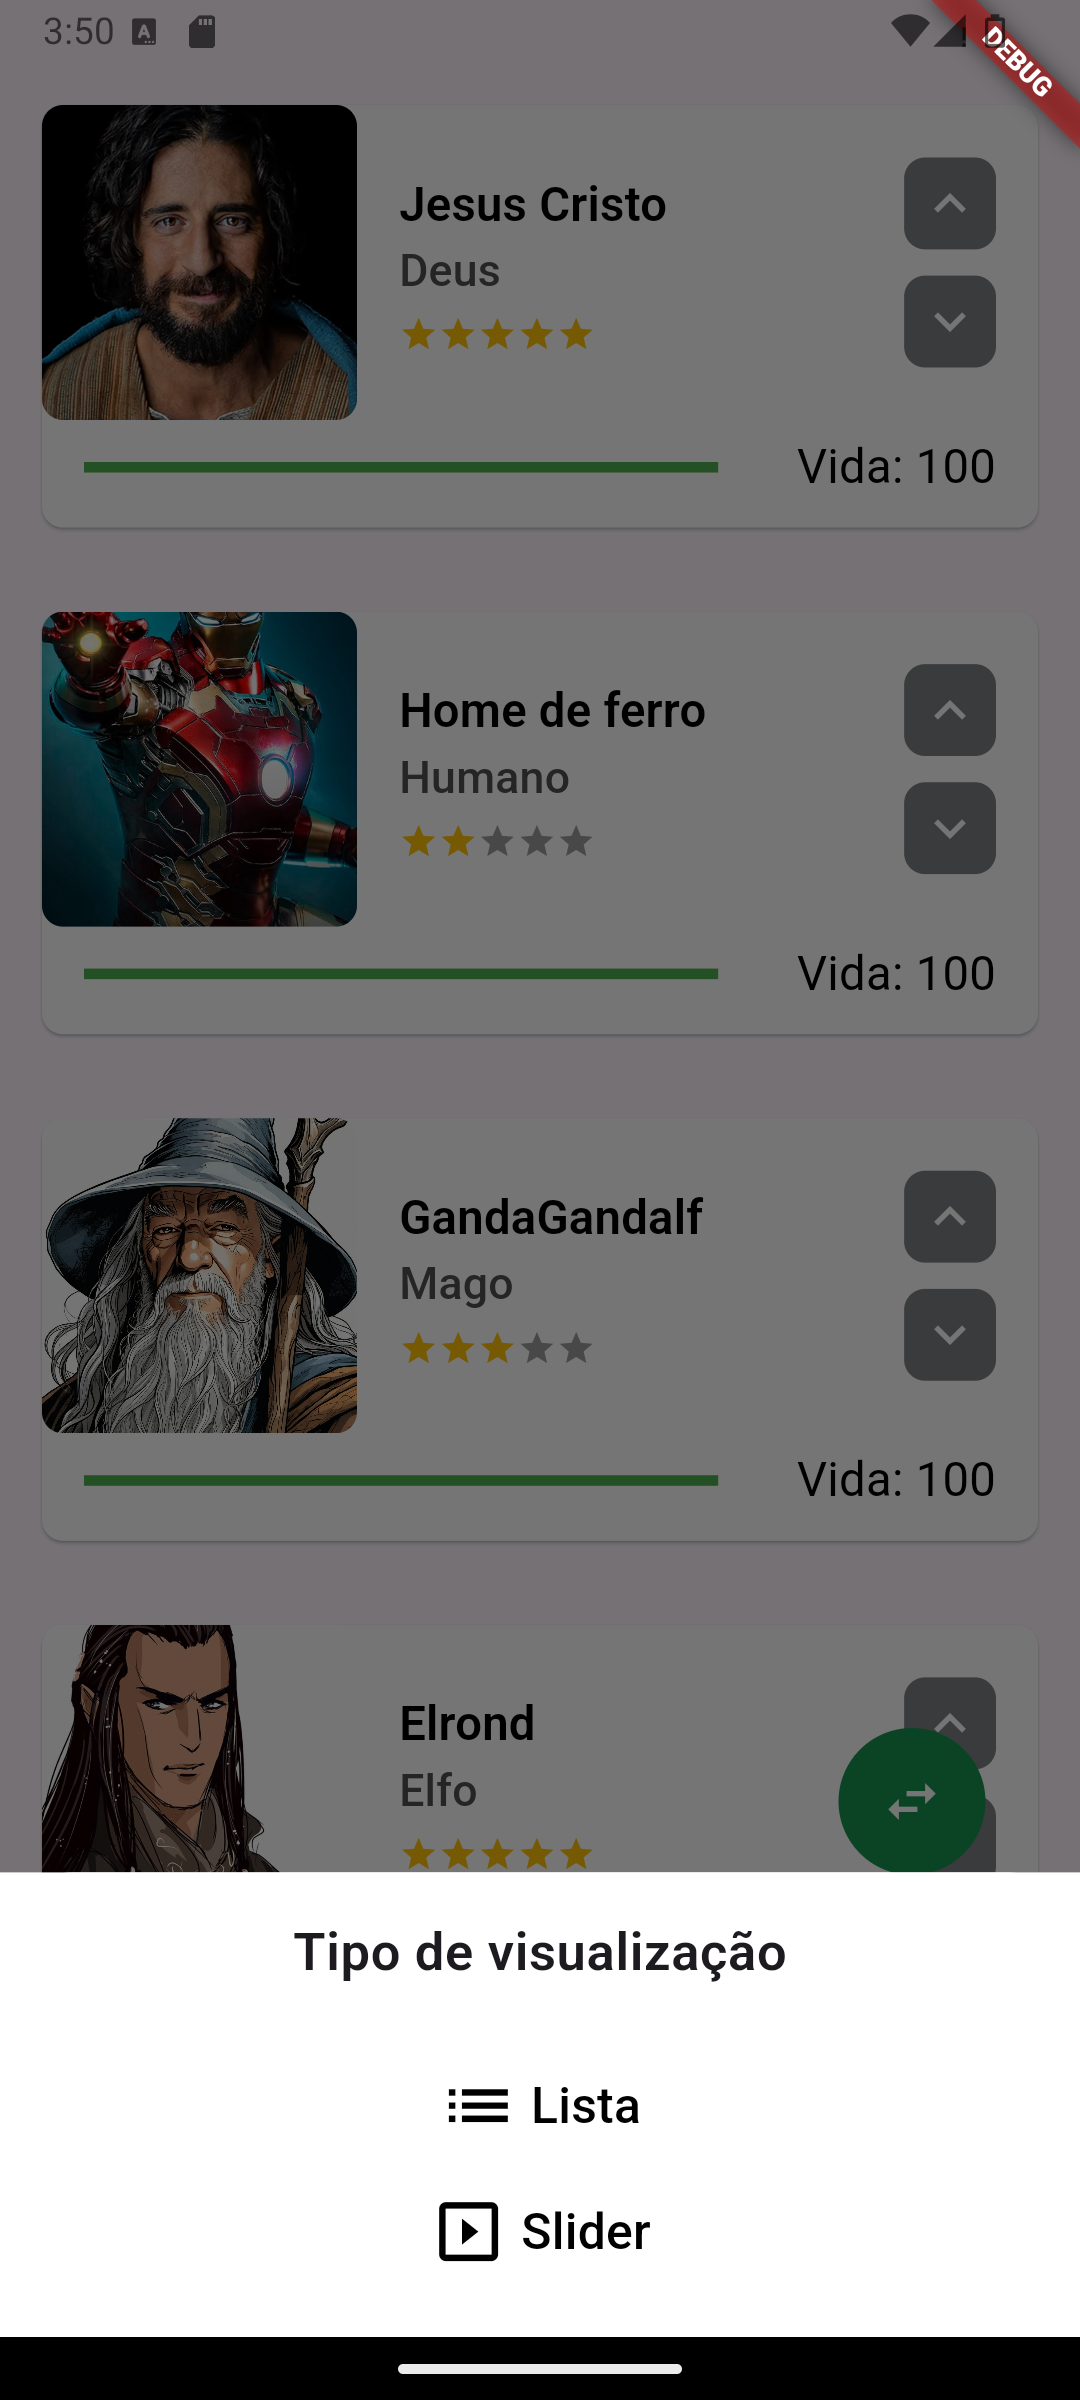 3:50
DEBUG
Jesus Cristo
Deus
Vida: 100
Home de ferro
Humano
Vida: 100
GandaGandalf
Mago
Vida: 100
Elrond
Elfo
Tipo de visualização
Lista
Slider